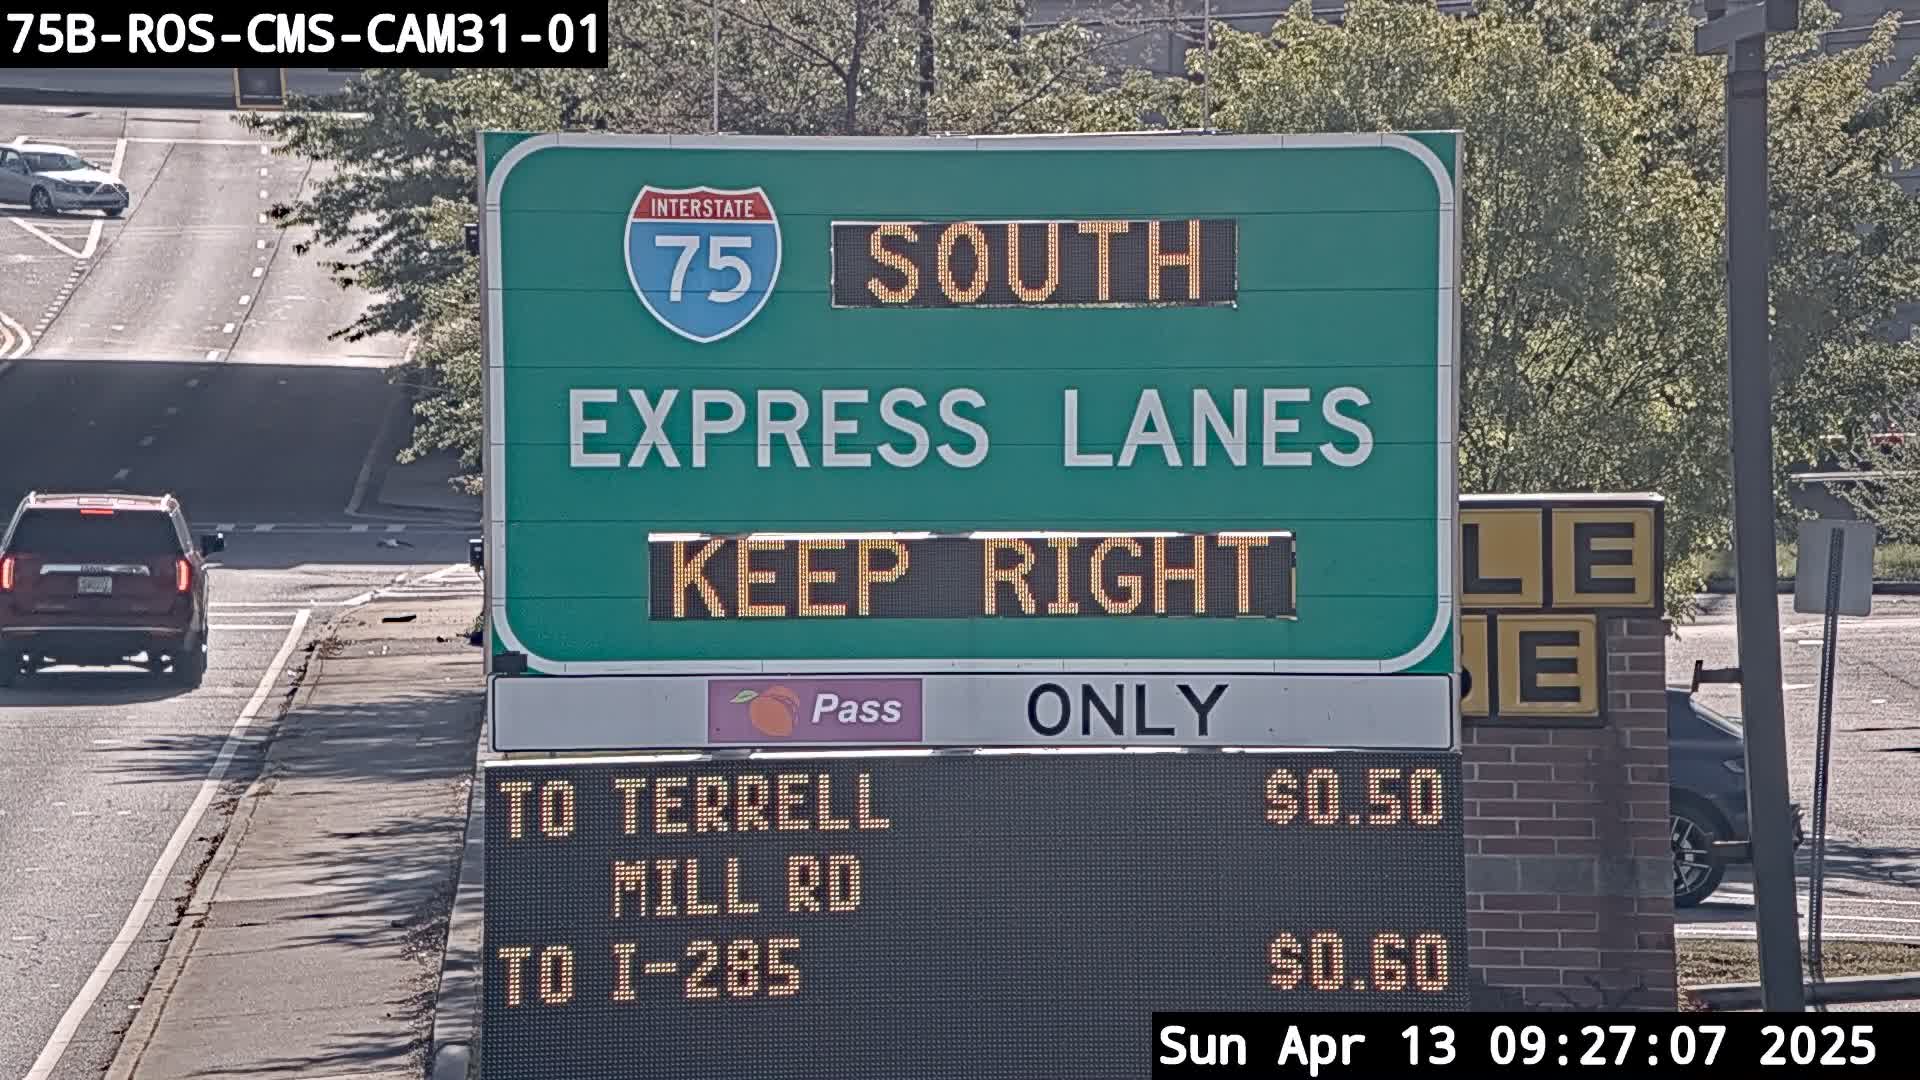 75B-ROS-CMS-CAM31-01
INTERSTATE
75
SOUTH
EXPRESS LANES
KEEP RIGHT
Pass ONLY
TO TERRELL $0.50
MILL RD
TO I-285 $0.60
LE
E
Sun Apr 13 09:27:07 2025